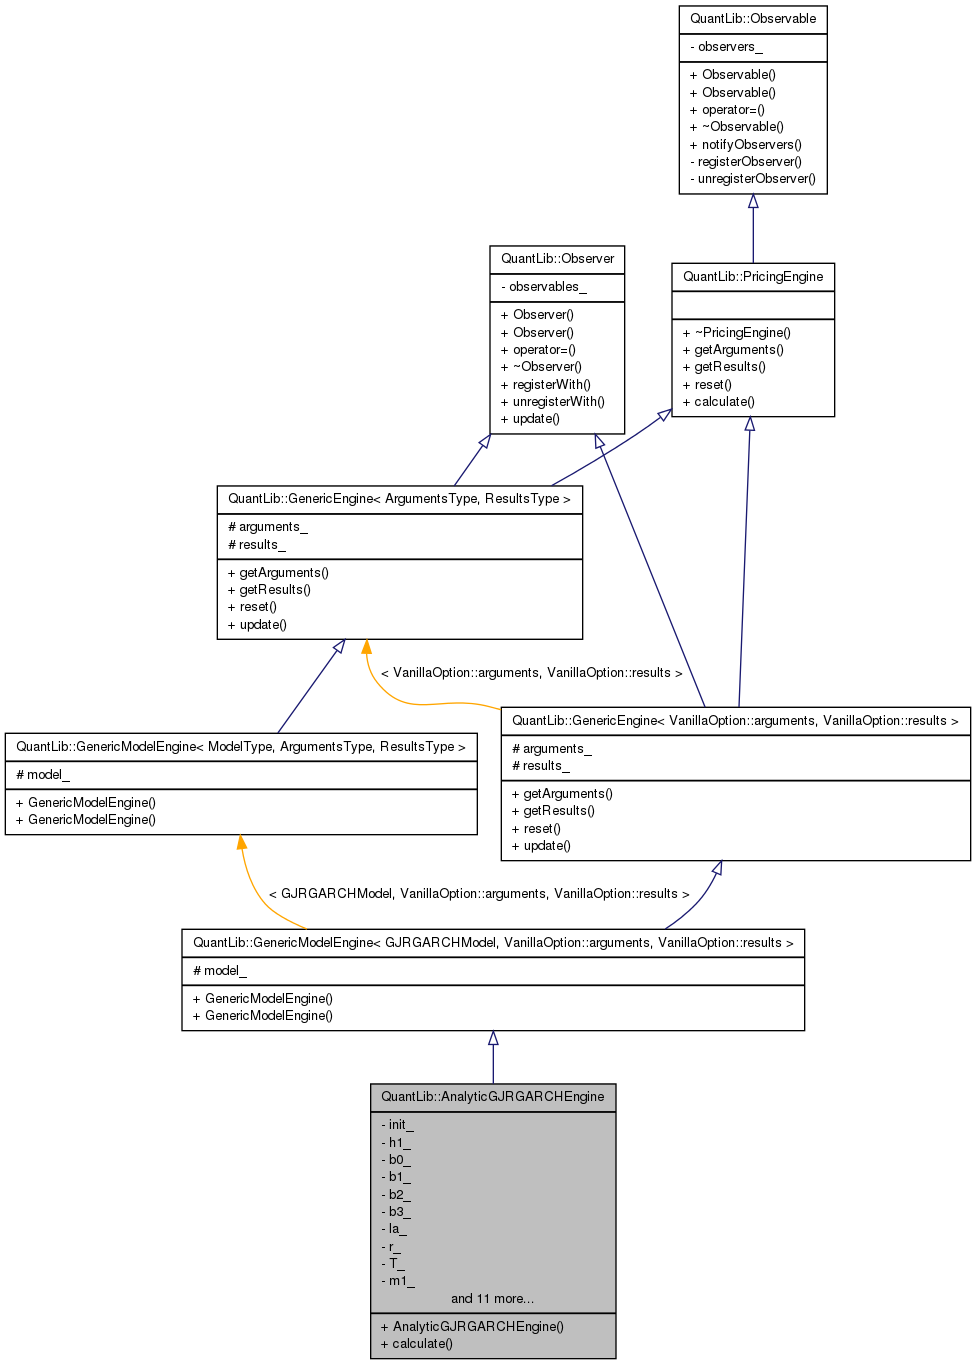 QuantLib::Observable
- observers_
+ Observable()
+ Observable()
+ operator=()
+ ~Observable()
+ notifyObservers()
- registerObserver()
- unregisterObserver()
QuantLib::Observer
- observables_
+ Observer()
+ Observer()
+ operator=()
+ ~Observer()
+ registerWith()
+ unregisterWith()
+ update()
QuantLib::PricingEngine
+ ~PricingEngine()
+ getArguments()
+ getResults()
+ reset()
+ calculate()
QuantLib::GenericEngine< ArgumentsType, ResultsType >
# arguments_
# results_
+ getArguments()
+ getResults()
+ reset()
+ update()
< VanillaOption::arguments, VanillaOption::results >
QuantLib::GenericModelEngine< ModelType, ArgumentsType, ResultsType >
# model_
+ GenericModelEngine()
+ GenericModelEngine()
QuantLib::GenericEngine< VanillaOption::arguments, VanillaOption::results >
# arguments_
# results_
+ getArguments()
+ getResults()
+ reset()
+ update()
< GJRGARCHModel, VanillaOption::arguments, VanillaOption::results >
QuantLib::GenericModelEngine< GJRGARCHModel, VanillaOption::arguments, VanillaOption::results >
# model_
+ GenericModelEngine()
+ GenericModelEngine()
QuantLib::AnalyticGJRGARCHEngine
- init_
- h1_
- b0_
- b1_
- b2_
- b3_
- la_
- r_
- T_
- m1_
and 11 more...
+ AnalyticGJRGARCHEngine()
+ calculate()